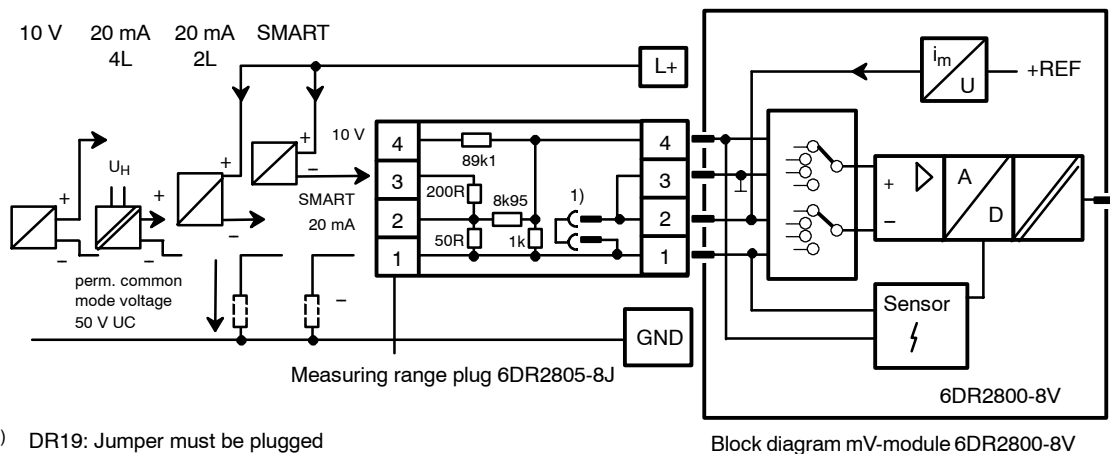 10 V 20 mA 20 mA SMART
4L 2L
L+
im
U
+REF
10 V
4
89k1
4
+
–
UH
+
–
+
–
SMART
20 mA
3
200R
8k95
1)
3
2
50R
1k
2
1
1
+
–
perm. common
mode voltage
50 V UC
–
+
–
A
D
Sensor
GND
Measuring range plug 6DR2805-8J
6DR2800-8V
) DR19: Jumper must be plugged
Block diagram mV-module 6DR2800-8V